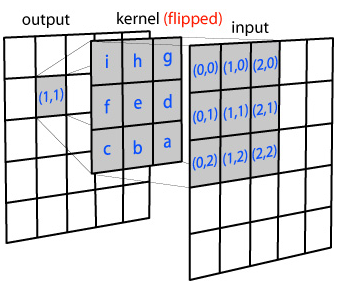 output
kernel (flipped)
input
i h g
f e d
c b a
(1,1)
(0,0) (1,0) (2,0)
(0,1) (1,1) (2,1)
(0,2) (1,2) (2,2)